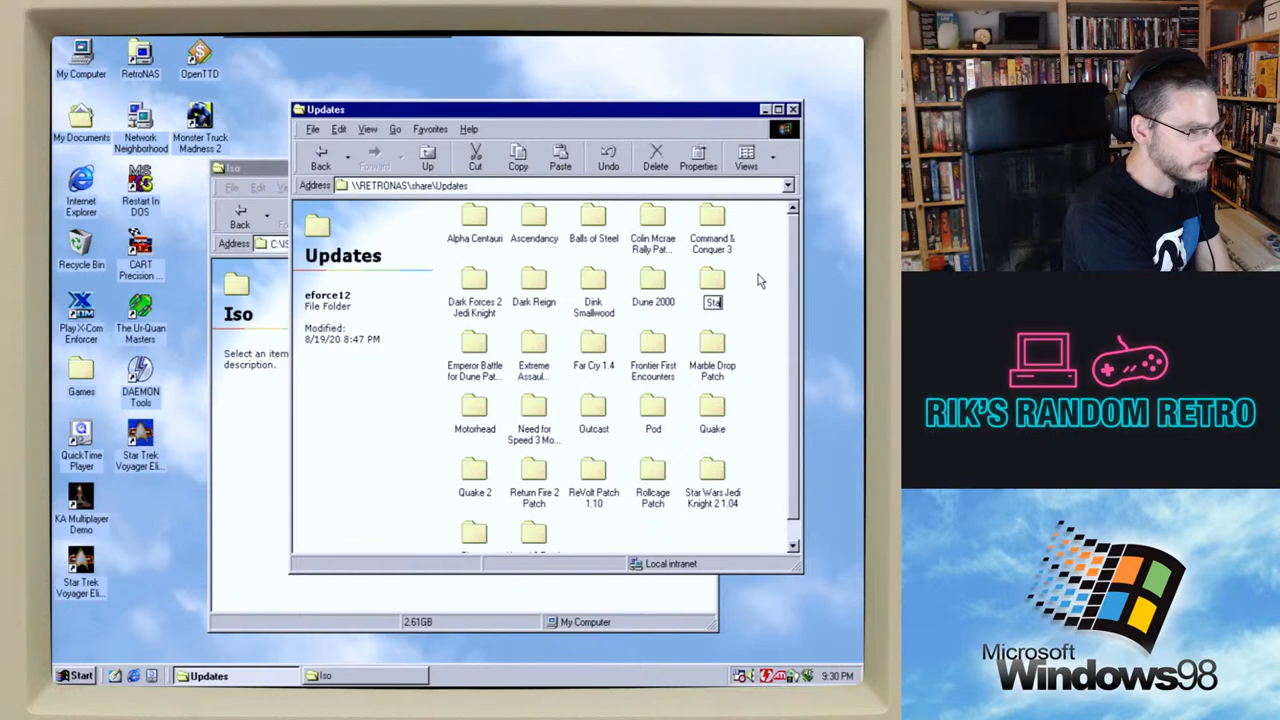 My Computer
RetroNAS
OpenTTD
My Documents
Network
Neighborhood
Monster Truck
Madness 2
Internet
Explorer
Restart In
DOS
Recycle Bin
CART
Precision ...
Play X-Com
Enforcer
The Ur-Quan
Masters
Games
DAEMON
Tools
QuickTime
Player
Star Trek
Voyager Eli...
KA Multiplayer
Demo
Star Trek
Voyager Eli...
Iso
File
Edit
Back
Address
C:\IS
Iso
Select an item
description.
2.61GB
My Computer
Updates
File
Edit
View
Go
Favorites
Help
Back
Forward
Up
Cut
Copy
Paste
Undo
Delete
Properties
Views
Address
\\RETRONAS\share\Updates
Updates
eforce12
File Folder
Modified:
8/19/20 8:47 PM
Alpha Centauri
Ascendancy
Balls of Steel
Colin Mcrae
Rally Pat...
Command &
Conquer 3
Dark Forces 2
Jedi Knight
Dark Reign
Dink
Smallwood
Dune 2000
Sta
Emperor Battle
for Dune Pat...
Extreme
Assaul...
Far Cry 1.4
Frontier First
Encounters
Marble Drop
Patch
Motorhead
Need for
Speed 3 Mo...
Outcast
Pod
Quake
Quake 2
Return Fire 2
Patch
ReVolt Patch
1.10
Rollcage
Patch
Star Wars Jedi
Knight 2 1.04
Local intranet
Start
Updates
Iso
9:30 PM
RIK'S RANDOM RETRO
Microsoft
Windows98